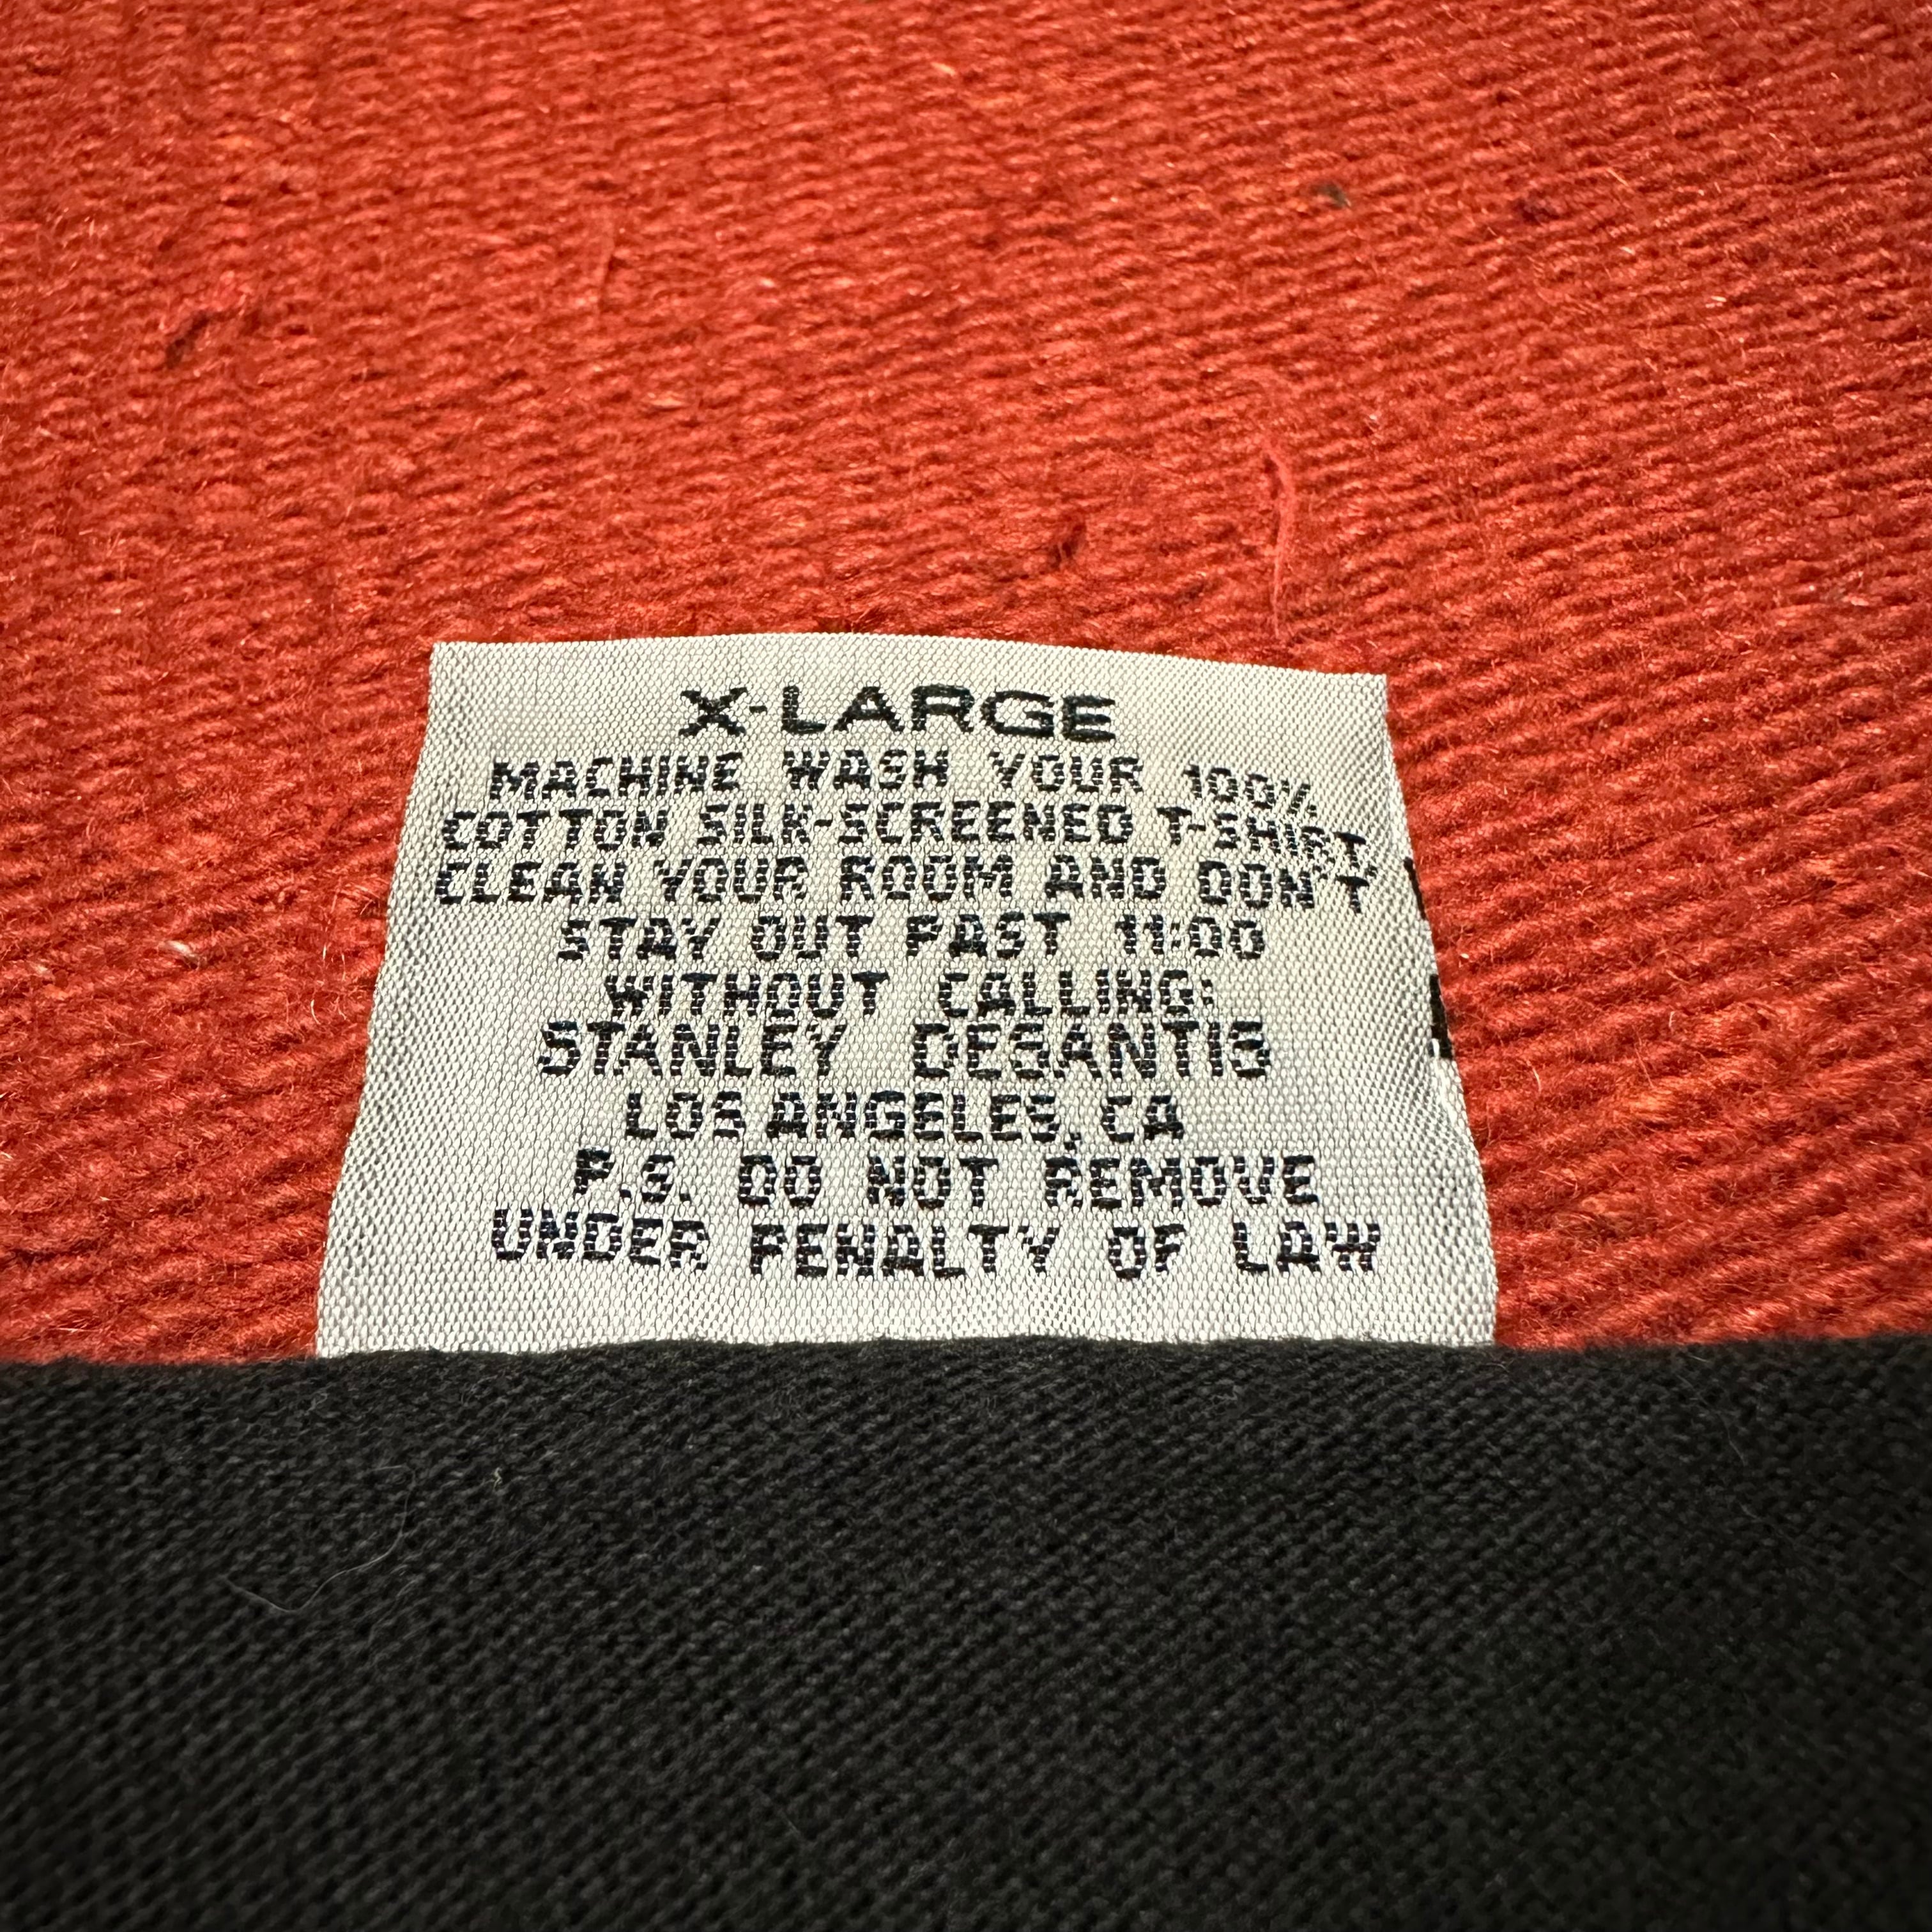 X-LARGE
MACHINE WASH YOUR 100%
COTTON SILK-SCREENED T-SHIRT,
CLEAN YOUR ROOM AND DON'T
STAY OUT PAST 11:00
WITHOUT CALLING:
STANLEY DESANTIS
LOS ANGELES, CA
P.S. DO NOT REMOVE
UNDER PENALTY OF LAW